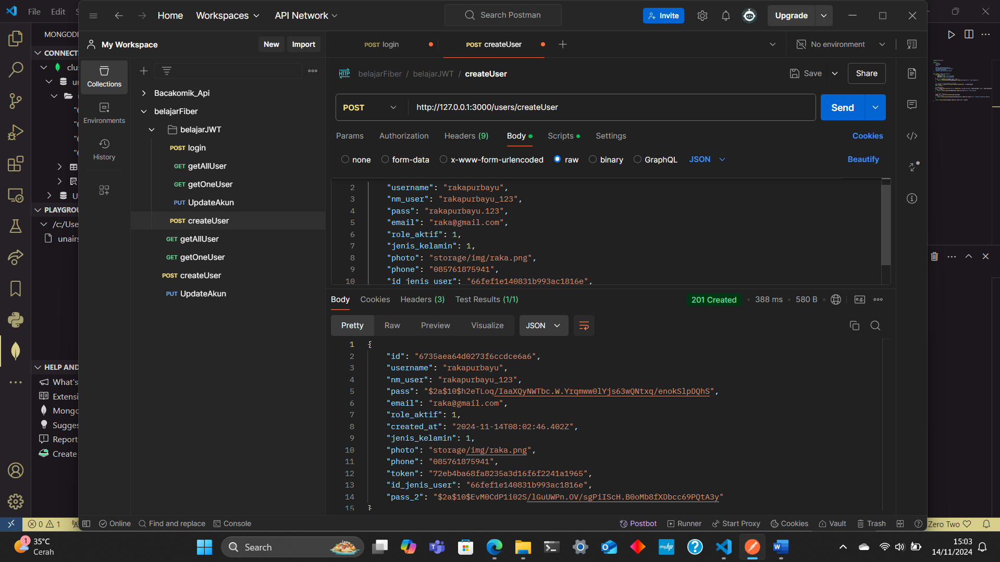 File Edit S
Home Workspaces API Network Search Postman Invite Upgrade
MONGODB
My Workspace New Import POST login POST createUser No environment
CONNECT
clus
Collections
Environments
History
Bacakomik_Api
belajarFiber
belajarJWT
POST login
GET getAllUser
GET getOneUser
PUT UpdateAkun
POST createUser
GET getAllUser
GET getOneUser
POST createUser
PUT UpdateAkun
PLAYGROU
/c:/Use
unairs
HELP AND
What's
Extensi
Mongo
Sugges
Report
Create
HTTP belajarFiber / belajarJWT / createUser Save Share
POST http://127.0.0.1:3000/users/createUser Send
Params Authorization Headers (9) Body Scripts Settings Cookies
none form-data x-www-form-urlencoded raw binary GraphQL JSON Beautify
2 "username": "rakapurbayu",
3 "nm_user": "rakapurbayu_123",
4 "pass": "rakapurbayu.123",
5 "email": "raka@gmail.com",
6 "role_aktif": 1,
7 "jenis_kelamin": 1,
8 "photo": "storage/img/raka.png",
9 "phone": "085761875941",
10 "id_jenis_user": "66fef1e140831b993ac1816e",
Body Cookies Headers (3) Test Results (1/1) 201 Created 388 ms 580 B e.g.
Pretty Raw Preview Visualize JSON
1 {
2 "id": "6735aea64d0273f6ccdce6a6",
3 "username": "rakapurbayu",
4 "nm_user": "rakapurbayu_123",
5 "pass": "$2a$10$h2eTLoq/IaaXQyNWTbc.W.Yrqmww0lYjs63wQNtxq/enokSlpDQhS",
6 "email": "raka@gmail.com",
7 "role_aktif": 1,
8 "created_at": "2024-11-14T08:02:46.402Z",
9 "jenis_kelamin": 1,
10 "photo": "storage/img/raka.png",
11 "phone": "085761875941",
12 "token": "72eb4ba68fa8235a3d16f6f2241a1965",
13 "id_jenis_user": "66fef1e140831b993ac1816e",
14 "pass_2": "$2a$10$EvM0CdP1i02S/lGuUWPn.OV/sgPiIScH.B0oMb8fXDbcc69PQtA3y"
15 }
0 1 Online Find and replace Console Postbot Runner Start Proxy Cookies Vault Trash Zero Two
1 35°C
Cerah
Search
myhp
15:03
14/11/2024